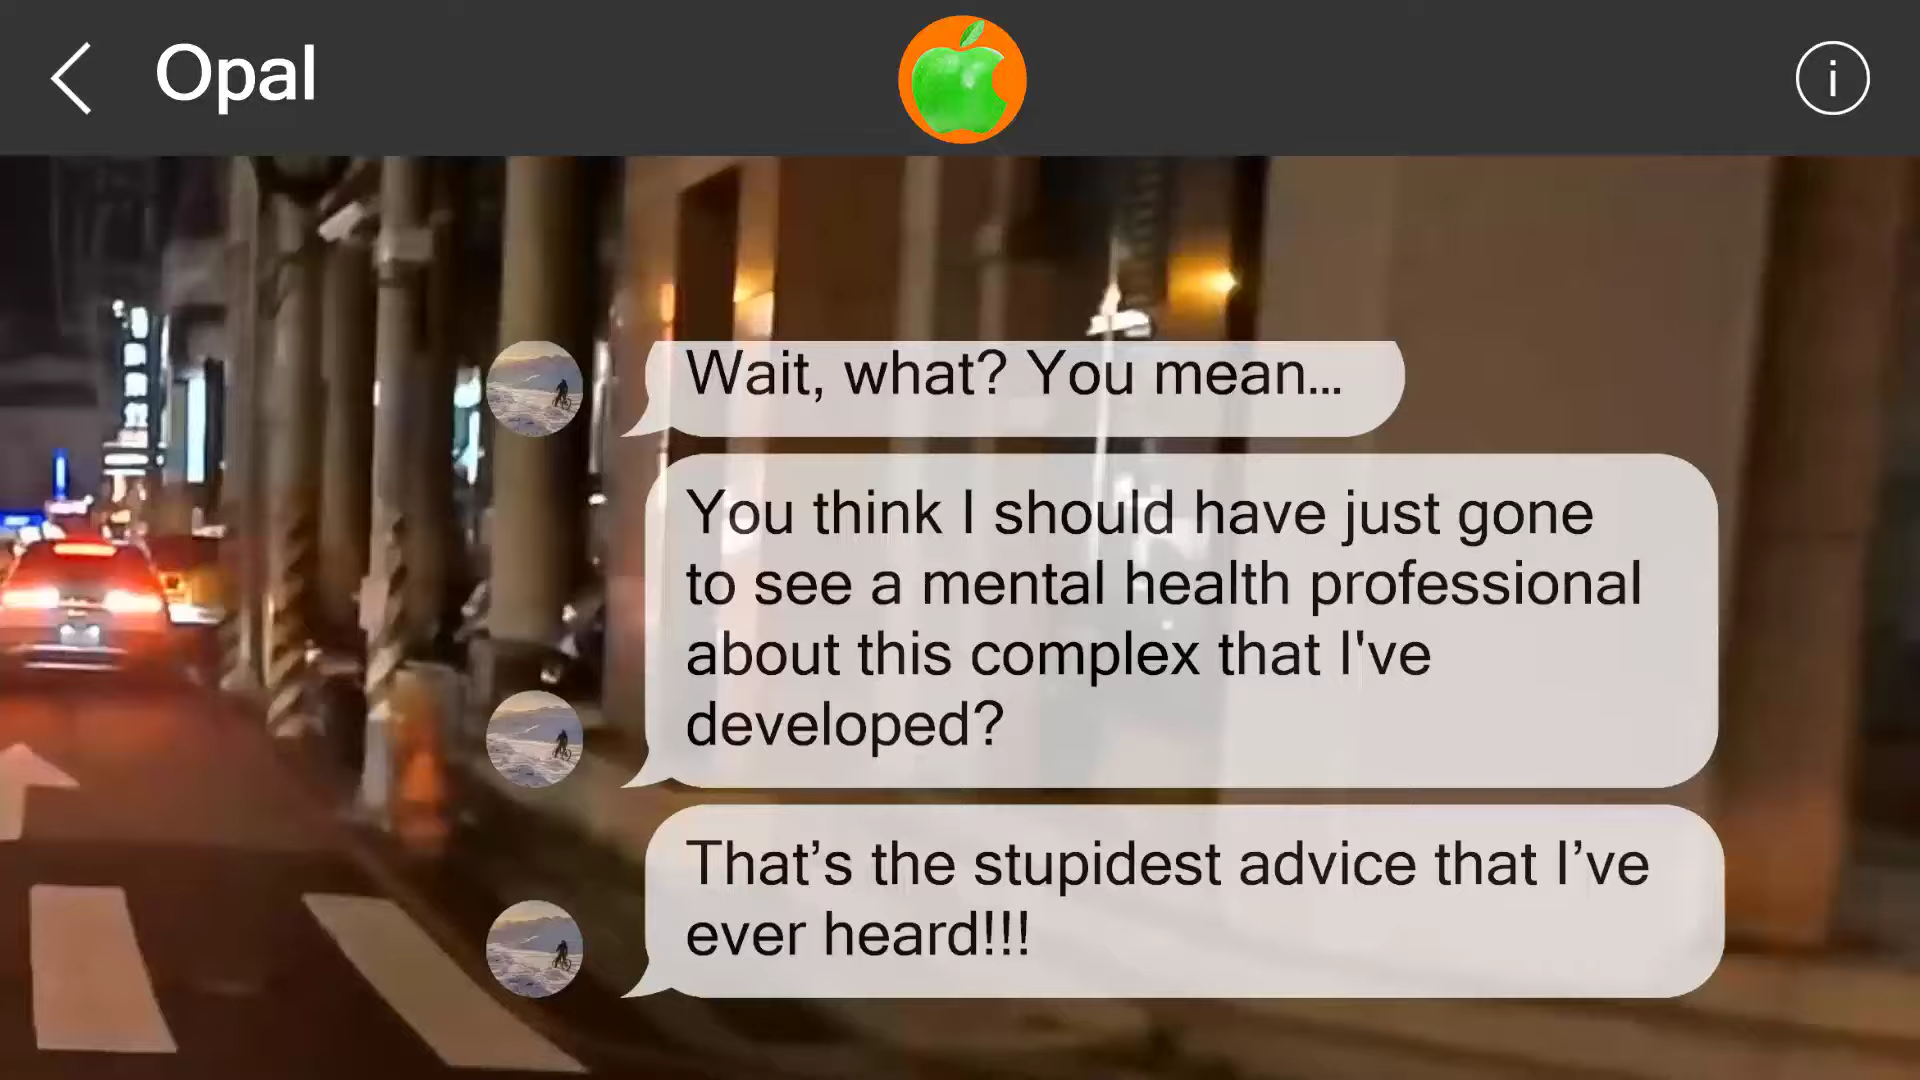 Opal
Wait, what? You mean...
You think I should have just gone
to see a mental health professional
about this complex that I've
developed?
That’s the stupidest advice that I’ve
ever heard!!!